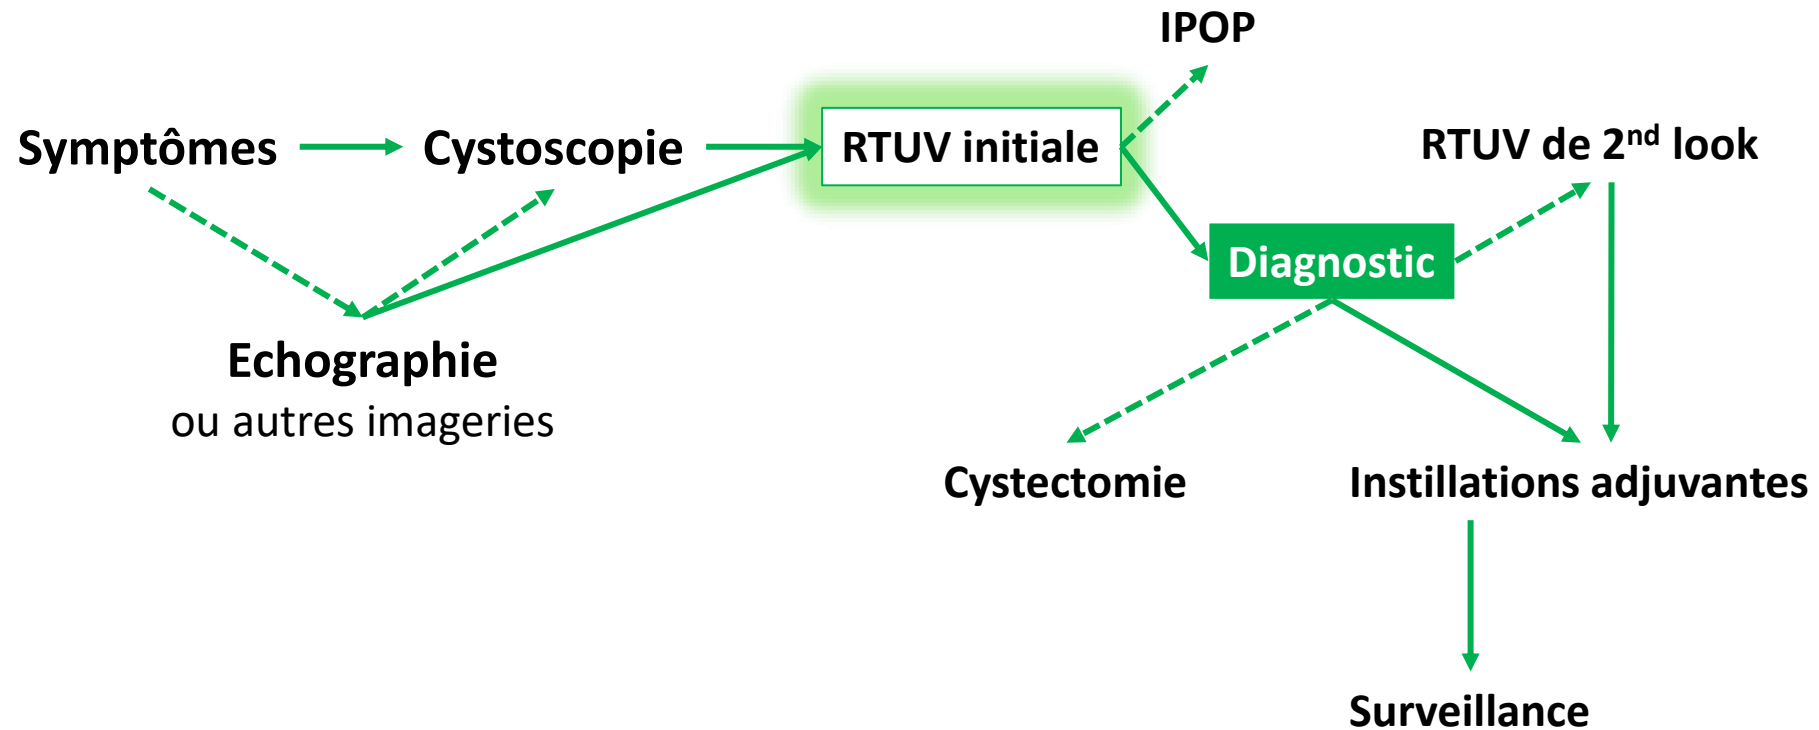 IPOP
Symptômes
Cystoscopie
RTUV initiale
RTUV de 2nd look
Diagnostic
Echographie
ou autres imageries
Cystectomie
Instillations adjuvantes
Surveillance